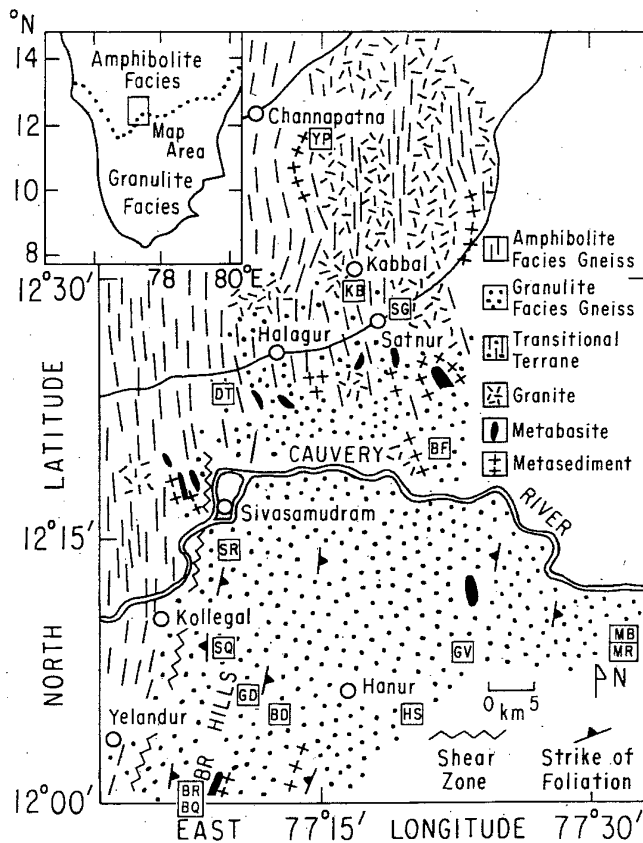 °N
14
12
10
8
Amphibolite
Facies
Map
Area
Granulite
Facies
78
80°E
Channapatna
YP
Kabbal
KB
SG
Satnur
Halagur
DT
BF
CAUVERY
RIVER
Sivasamudram
SR
Kollegal
SQ
GD
BD
Hanur
HS
GV
MB
MR
BR HILLS
Yelandur
BR
BQ
Amphibolite
Facies Gneiss
Granulite
Facies Gneiss
Transitional
Terrane
Granite
Metabasite
Metasediment
N
0 5
km
Shear
Zone
Strike of
Foliation
12°30'
12°15'
12°00'
NORTH LATITUDE
EAST 77°15' LONGITUDE 77°30'